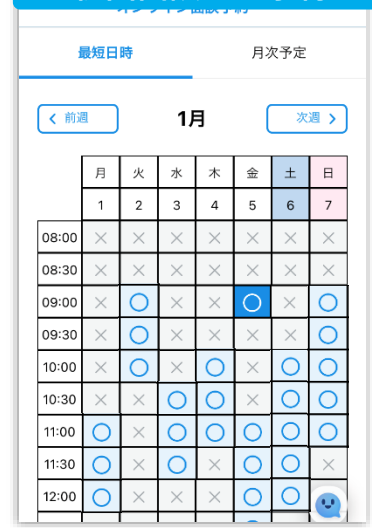 最短日時 月次予定
前週 1月 次週
月 火 水 木 金 土 日
1 2 3 4 5 6 7
08:00 × × × × × × ×
08:30 × × × × × × ×
09:00 × ○ × × ○ × ○
09:30 × ○ × × × × ○
10:00 × ○ × ○ × ○ ○
10:30 × × ○ ○ × ○ ○
11:00 ○ × ○ ○ ○ ○ ○
11:30 ○ × ○ × ○ ○ ×
12:00 ○ × × × ○ ○